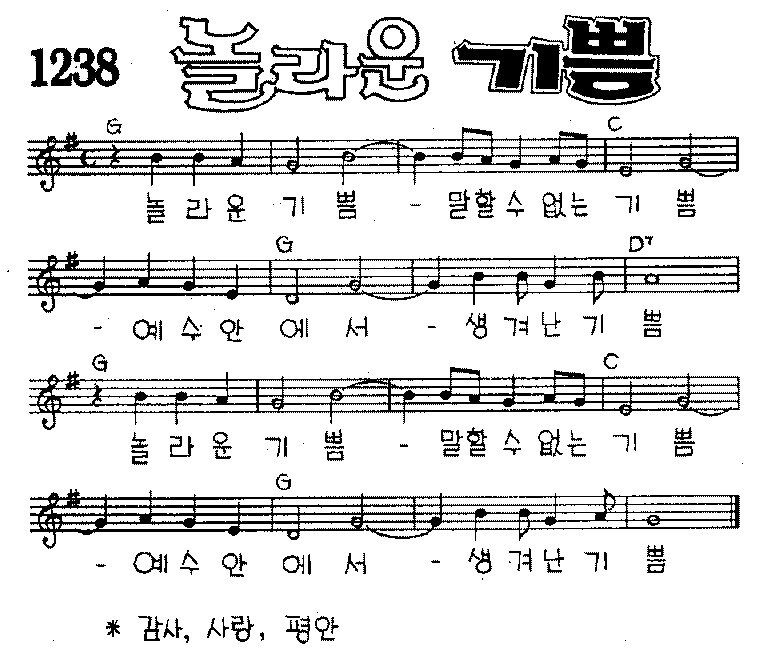 1238 놀라운 기쁨
G C
놀 라 운 기 쁨 - 말할 수 없는 기 쁨
G D7
- 예 수 안 에 서 - 생 겨 난 기 쁨
G C
놀 라 운 기 쁨 - 말할 수 없는 기 쁨
G
- 예 수 안 에 서 - 생 겨 난 기 쁨
* 감사, 사랑, 평안